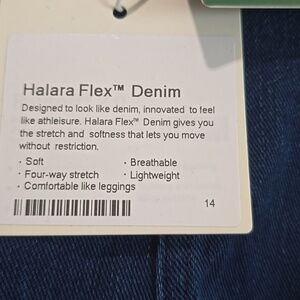 Halara Flex™ Denim
Designed to look like denim, innovated to feel
like athleisure. Halara Flex™ Denim gives you
the stretch and softness that lets you move
without restriction.
· Soft
· Breathable
· Four-way stretch
· Lightweight
· Comfortable like leggings
14